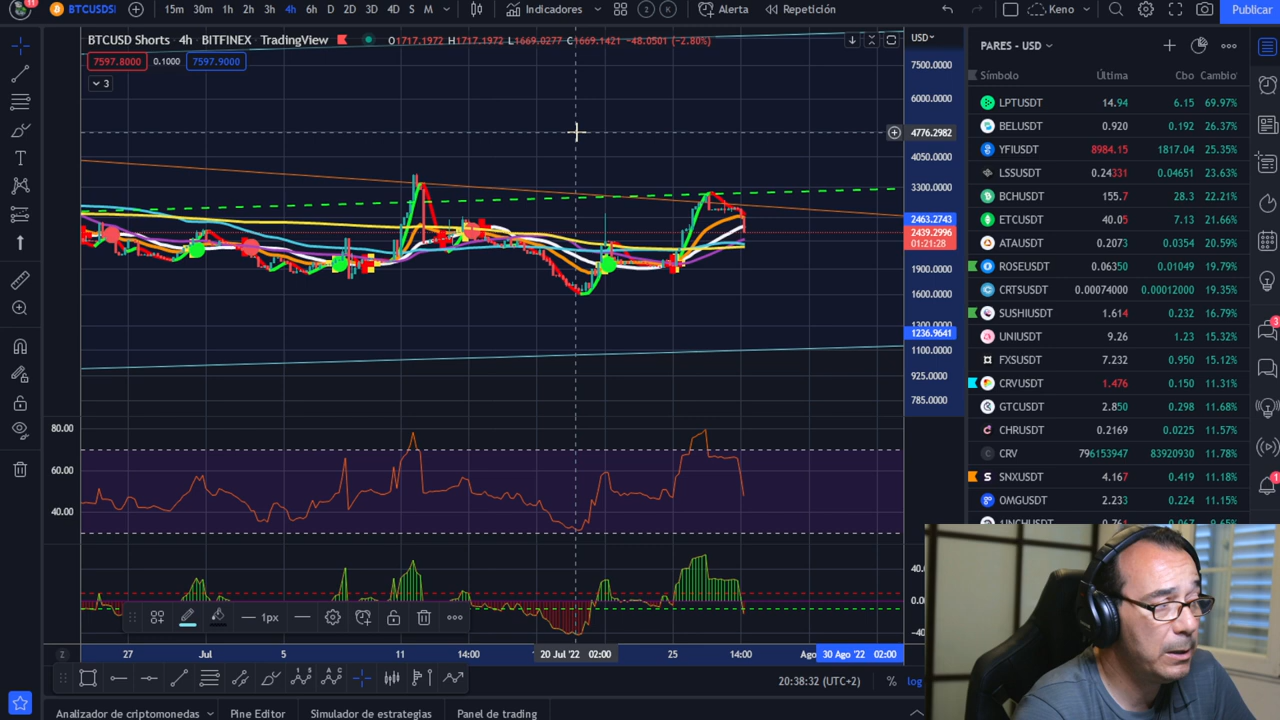 11 BTCUSDS 15m 30m 1h 2h 3h 4h 6h D 2D 3D 4D S M Indicadores 2 K Alerta Repetición Keno Publicar
BTCUSD Shorts 4h BITFINEX TradingView O1717.1972 H1717.1972 L1669.0277 C1669.1421 -48.0501 (-2.80%) USD
7597.8000 0.1000 7597.9000
3
7500.0000
6000.0000
4776.2982
4050.0000
3300.0000
2463.2743
2439.2996
01:21:28
1900.0000
1600.0000
1300.0000
1236.9641
1100.0000
925.0000
785.0000
80.00
60.00
40.00
40.
0.0
-40
1px
Z 27 Jul 5 11 14:00 20 Jul '22 02:00 25 14:00 Ago 30 Ago '22 02:00
20:38:32 (UTC+2) % log
Analizador de criptomonedas Pine Editor Simulador de estrategias Panel de trading
PARES - USD
Símbolo Última Cbo Cambio
LPTUSDT 14.94 6.15 69.97%
BELUSDT 0.920 0.192 26.37%
YFIUSDT 8984.15 1817.04 25.35%
LSSUSDT 0.24331 0.04651 23.63%
BCHUSDT 155.7 28.3 22.21%
ETCUSDT 40.05 7.13 21.66%
ATAUSDT 0.2073 0.0354 20.59%
ROSEUSDT 0.06350 0.01049 19.79%
CRTSUSDT 0.00074000 0.00012000 19.35%
SUSHIUSDT 1.614 0.232 16.79%
UNIUSDT 9.26 1.23 15.32%
FXSUSDT 7.232 0.950 15.12%
CRVUSDT 1.476 0.150 11.31%
GTCUSDT 2.850 0.298 11.68%
CHRUSDT 0.2169 0.0225 11.57%
CRV 796153947 83920930 11.78%
SNXUSDT 4.167 0.419 11.18%
OMGUSDT 2.233 0.224 11.15%
3
1